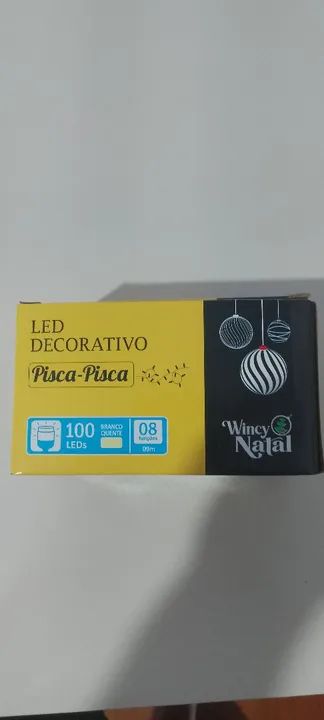 LED
DECORATIVO
Pisca-Pisca
100
LEDs
BRANCO
QUENTE
08
funções
09m
Wincy
Natal